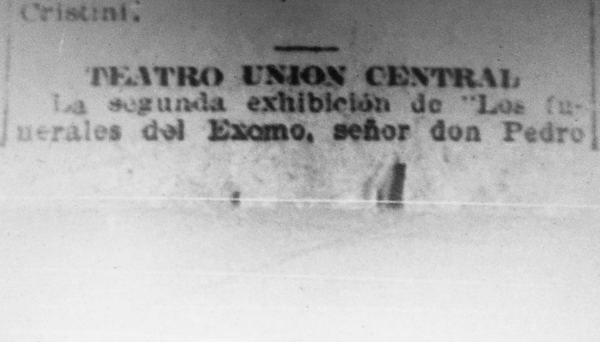 Cristini.
TEATRO UNION CENTRAL
La segunda exhibición de "Los fu-
nerales del Excmo, señor don Pedro